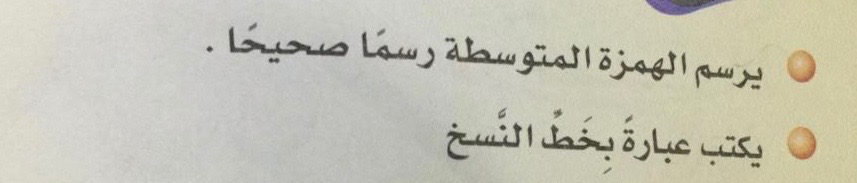 يرسم الهمزة المتوسطة رسمًا صحيحًا .
يكتب عبارةً بِخَطِّ النَّسخ